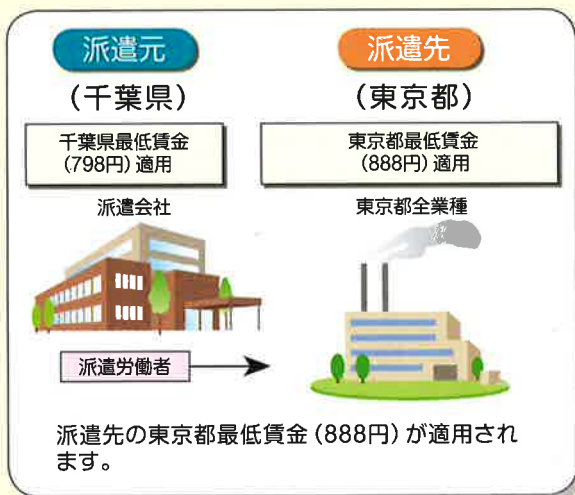 派遣元
(千葉県)
千葉県最低賃金
(798円) 適用
派遣会社
派遣先
(東京都)
東京都最低賃金
(888円) 適用
東京都全業種
派遣労働者
派遣先の東京都最低賃金 (888円) が適用され
ます。